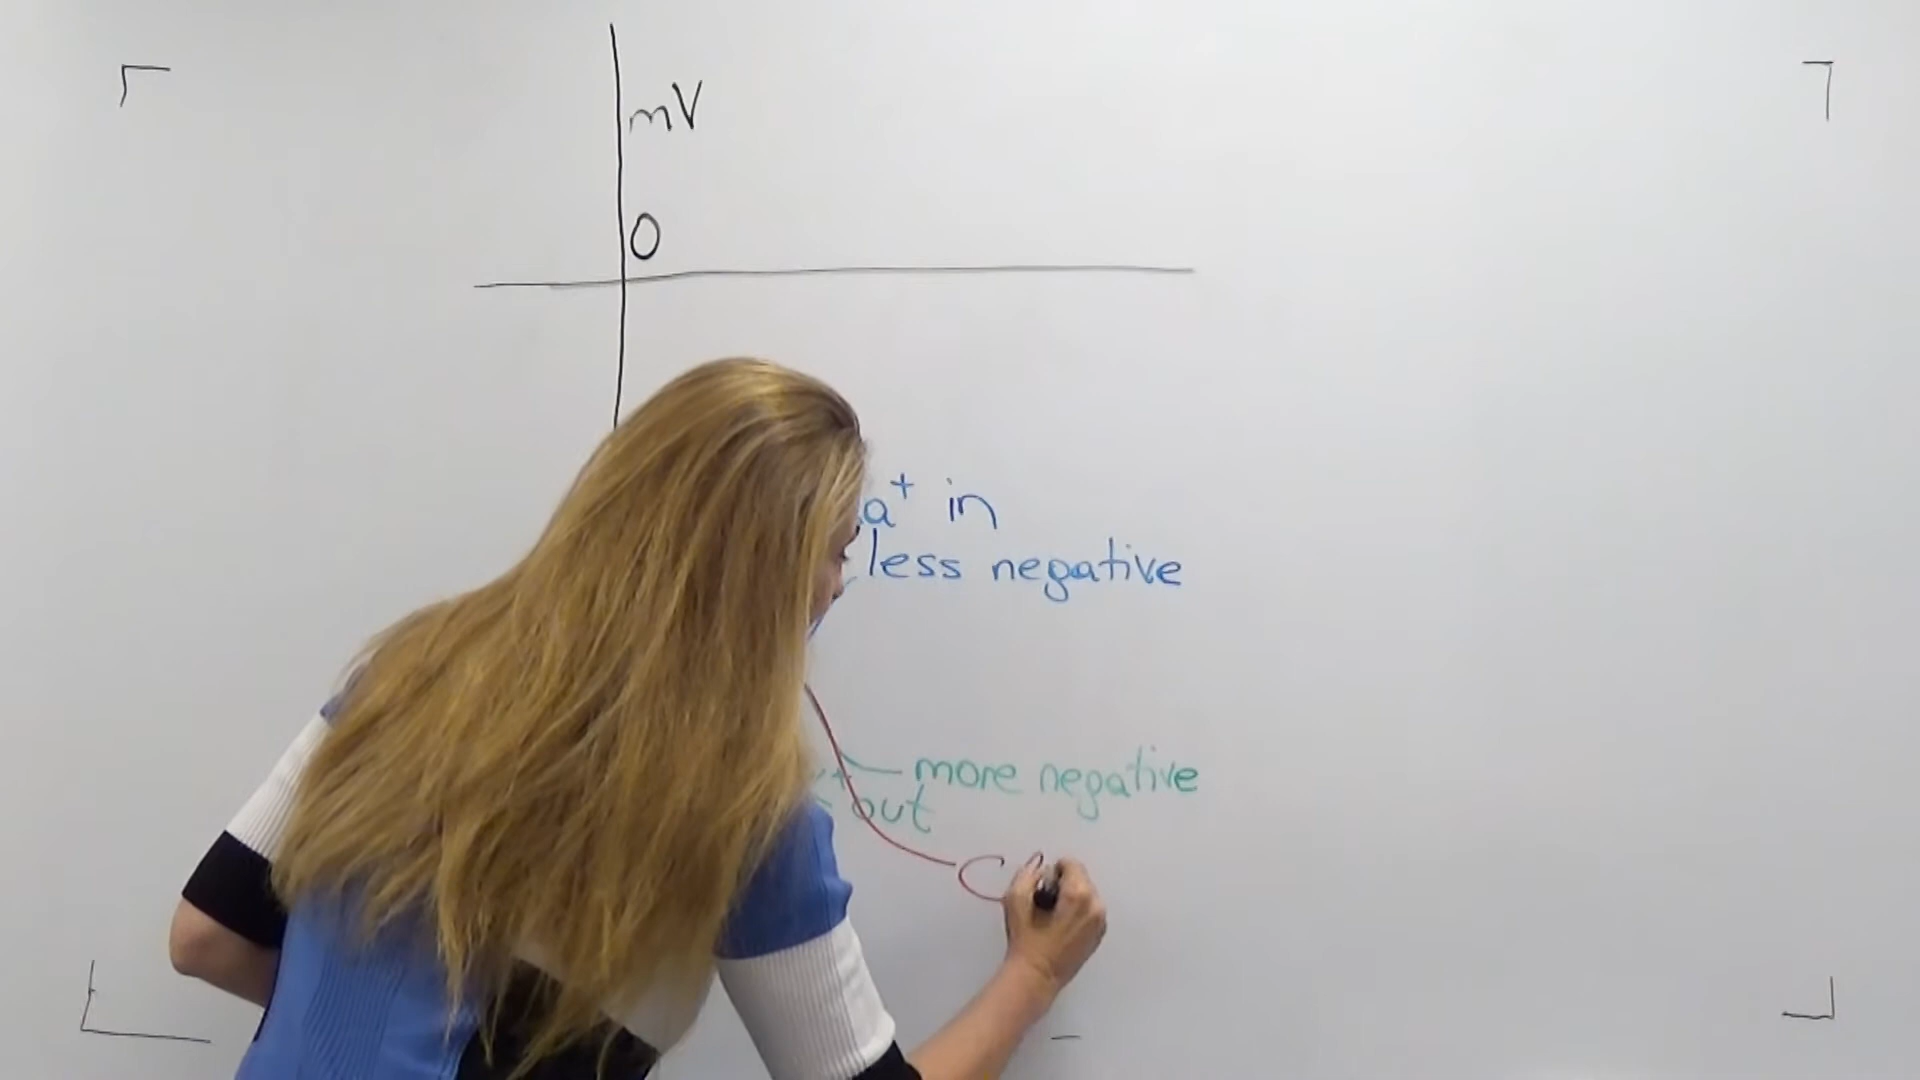 mV
0
a⁺ in
less negative
more negative
out
C